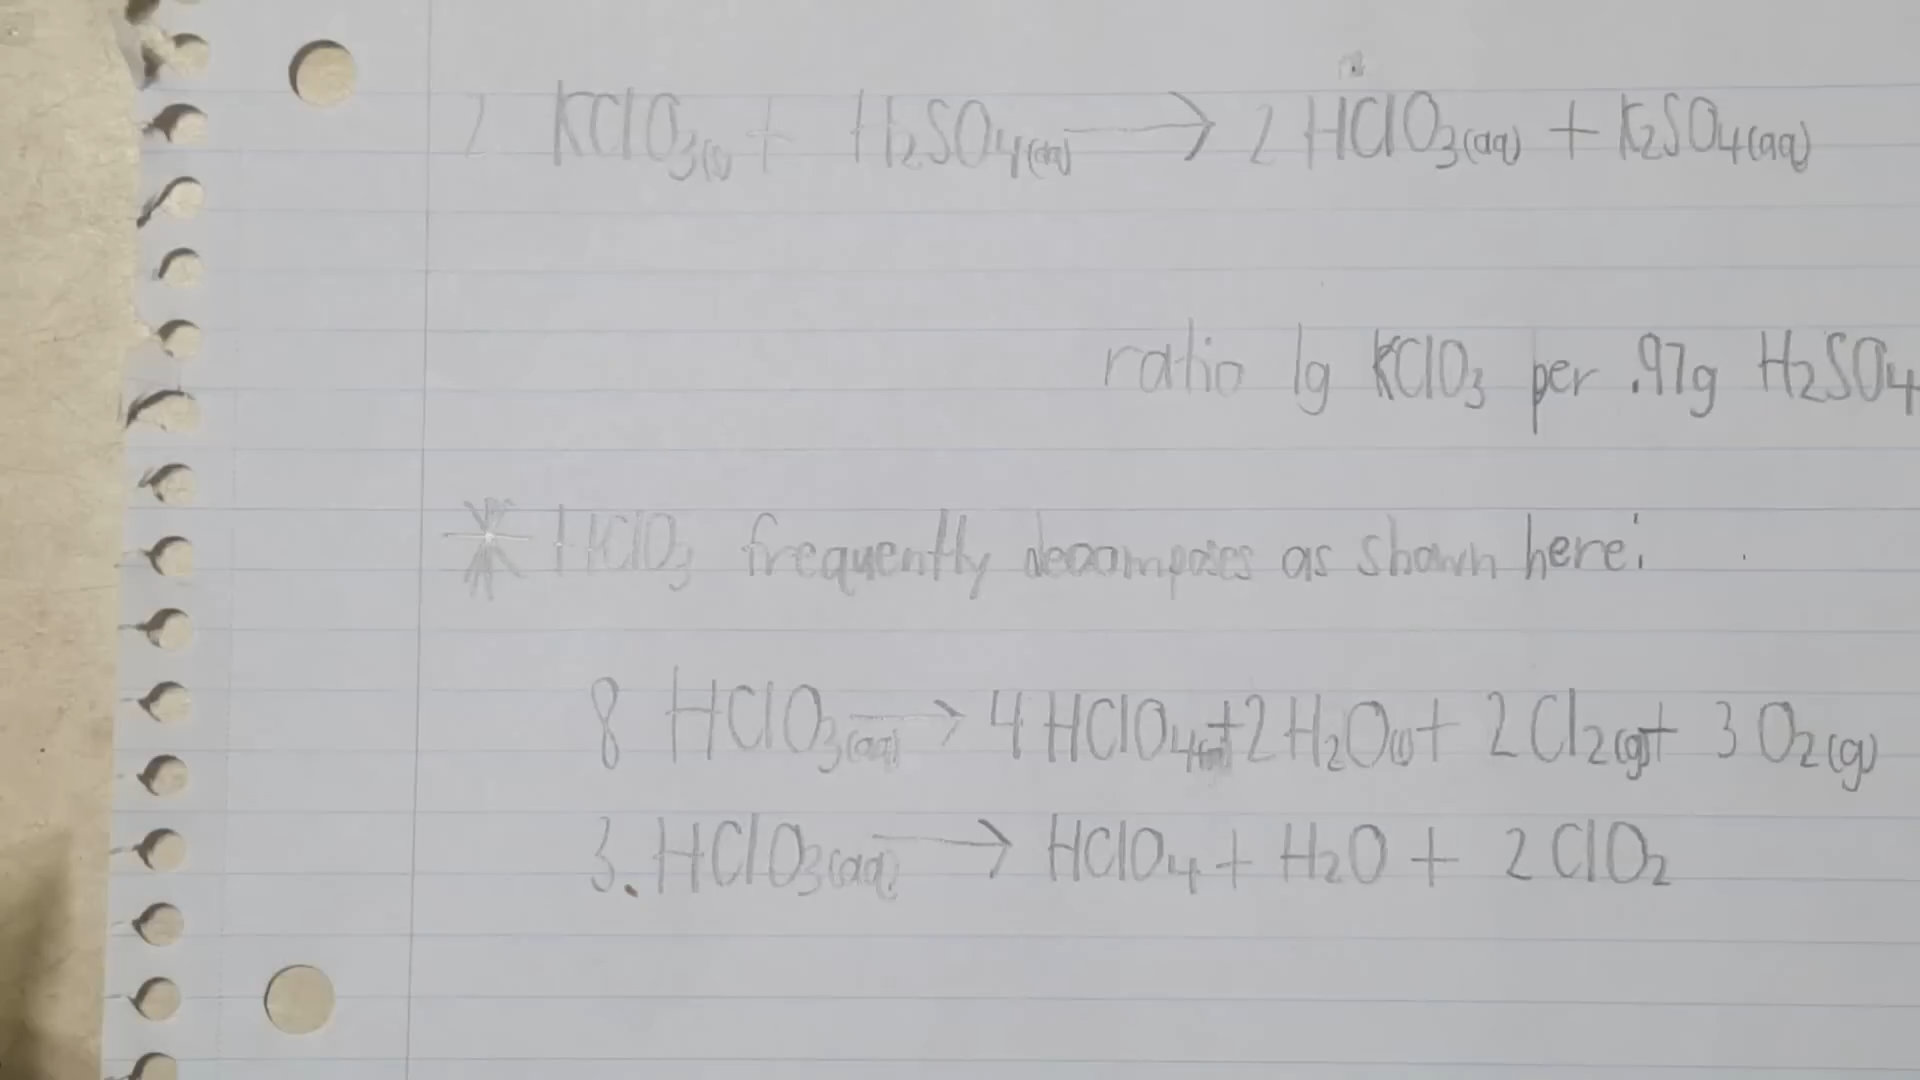 2 KClO3(s) + H2SO4(aq) → 2 HClO3(aq) + K2SO4(aq)
ratio 1g KClO3 per .97g H2SO4
* HClO3 frequently decomposes as shown here:
8 HClO3(aq) → 4 HClO4(aq) + 2 H2O(l) + 2 Cl2(g) + 3 O2(g)
3. HClO3(aq) → HClO4 + H2O + 2 ClO2